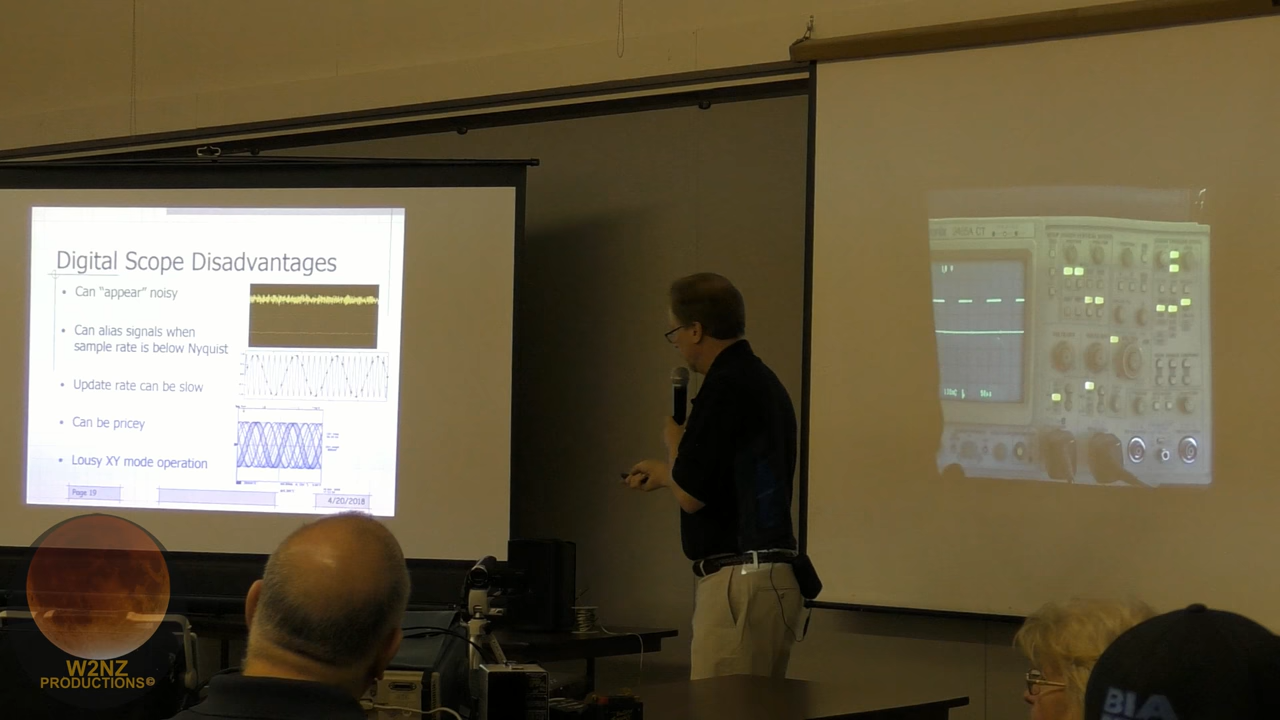 Digital Scope Disadvantages
• Can “appear” noisy
• Can alias signals when
sample rate is below Nyquist
• Update rate can be slow
• Can be pricey
• Lousy XY mode operation
Page 19
4/20/2018
W2NZ
PRODUCTIONS©
BIA